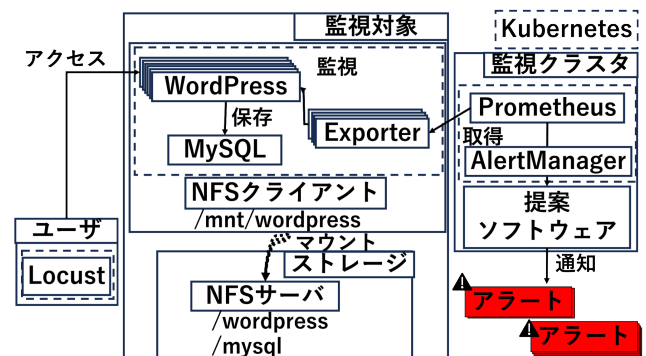 監視対象
Kubernetes
アクセス
監視
監視クラスタ
WordPress
Prometheus
保存
Exporter
取得
MySQL
AlertManager
NFSクライアント
/mnt/wordpress
提案
ソフトウェア
ユーザ
マウント
ストレージ
通知
Locust
NFSサーバ
アラート
/wordpress
アラート
/mysql